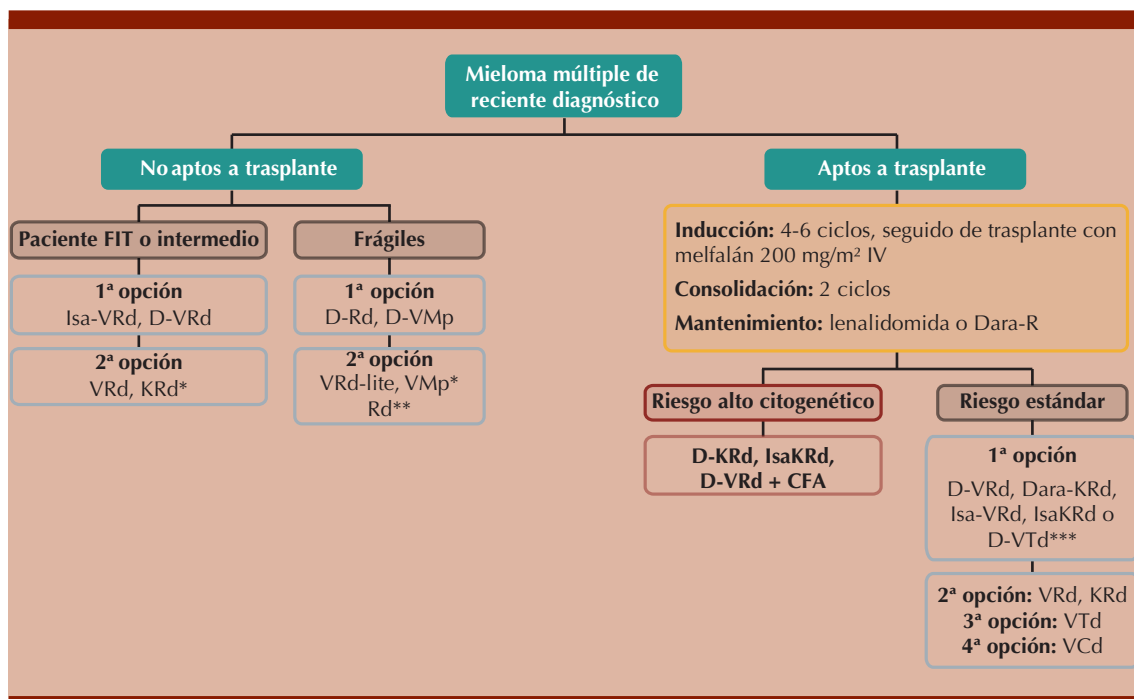 Mieloma múltiple de
reciente diagnóstico
No aptos a trasplante
Aptos a trasplante
Paciente FIT o intermedio
1ª opción
Isa-VRd, D-VRd
2ª opción
VRd, KRd*
Frágiles
1ª opción
D-Rd, D-VMp
2ª opción
VRd-lite, VMp*
Rd**
Inducción: 4-6 ciclos, seguido de trasplante con
melfalán 200 mg/m² IV
Consolidación: 2 ciclos
Mantenimiento: lenalidomida o Dara-R
Riesgo alto citogenético
D-KRd, IsaKRd,
D-VRd + CFA
Riesgo estándar
1ª opción
D-VRd, Dara-KRd,
Isa-VRd, IsaKRd o
D-VTd***
2ª opción: VRd, KRd
3ª opción: VTd
4ª opción: VCd